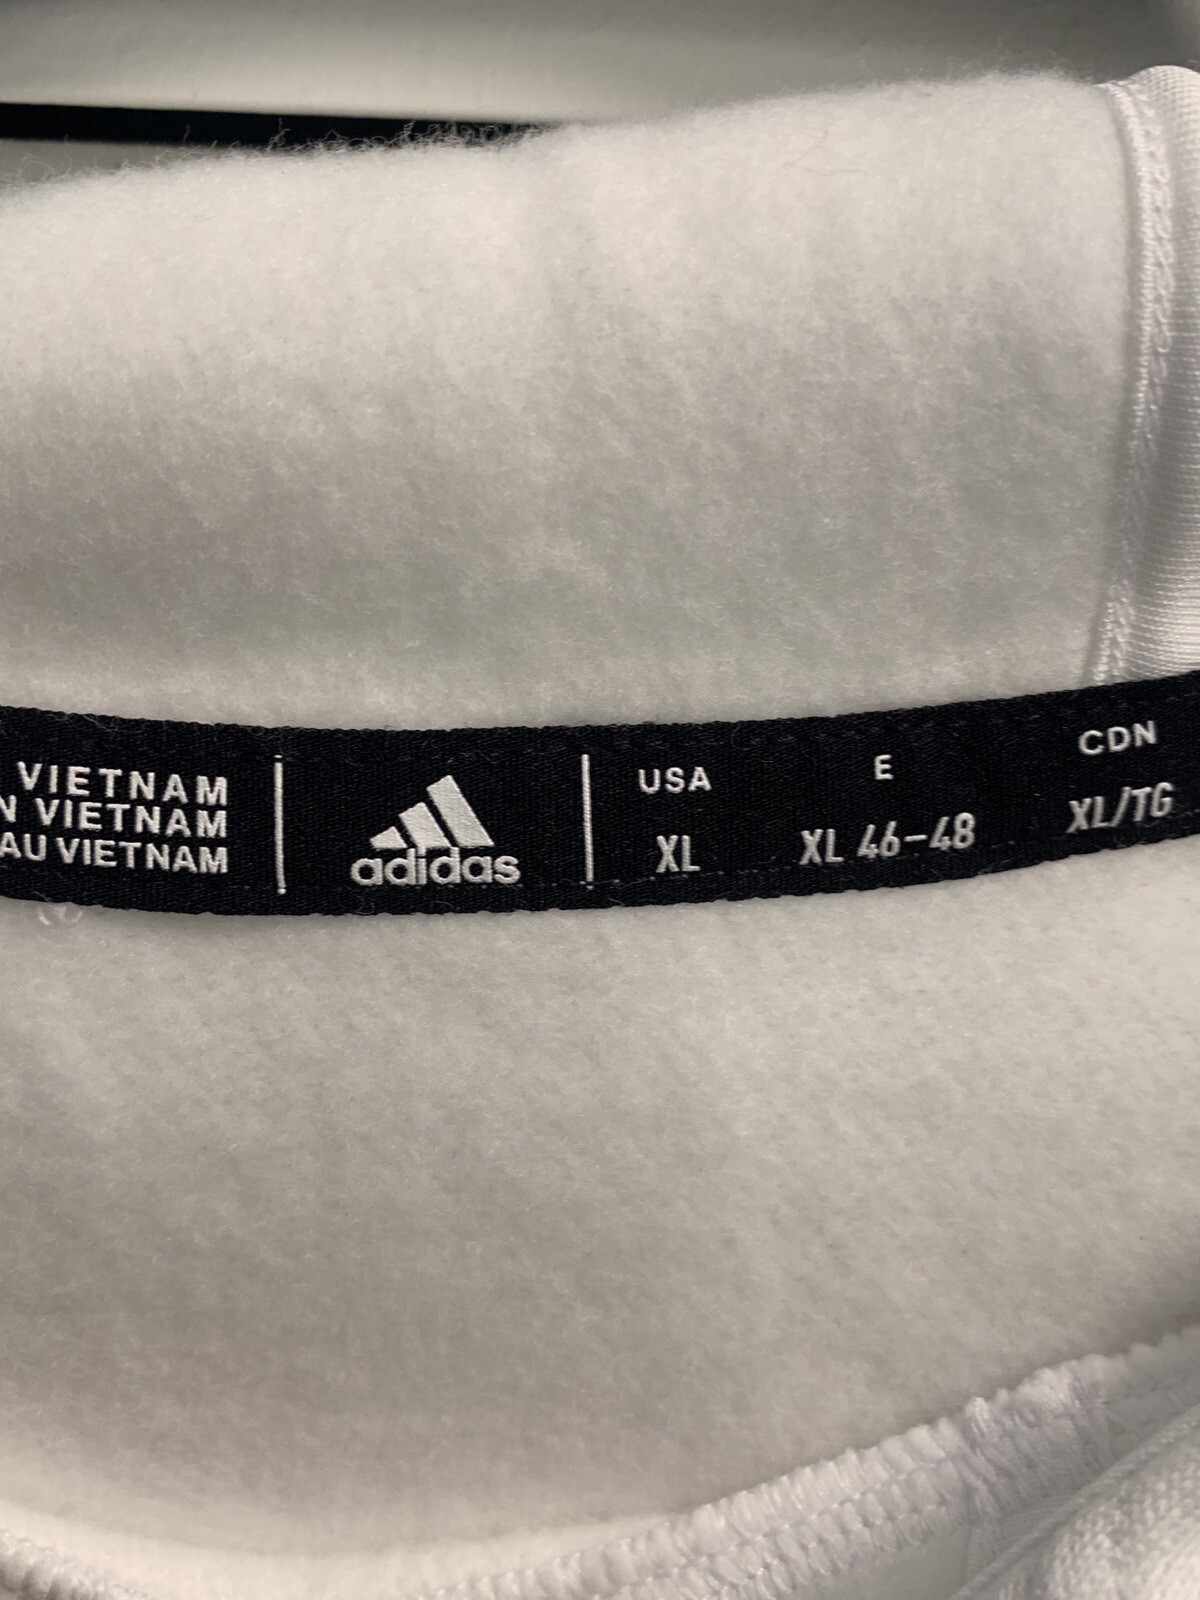 VIETNAM
N VIETNAM
AU VIETNAM
adidas
USA
XL
E
XL 46-48
CDN
XL/TG